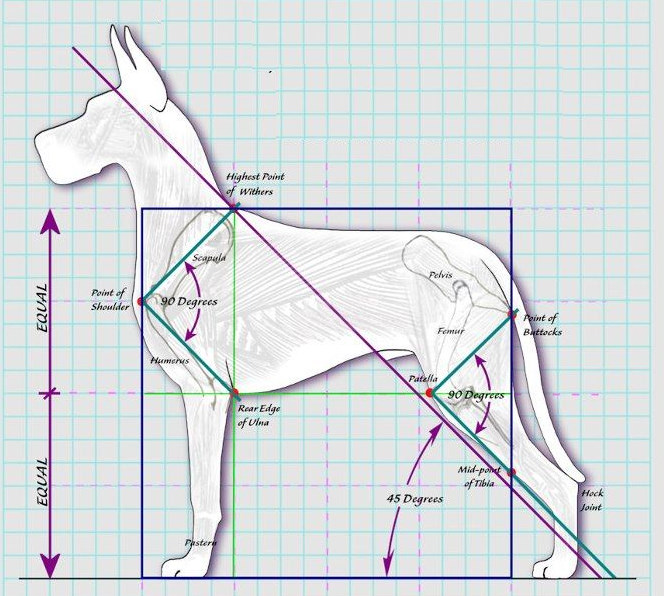 Highest Point
of Withers
Scapula
Point of
Shoulder
90 Degrees
Pelvis
Femur
Point of
Buttocks
EQUAL
Humerus
Patella
90 Degrees
Rear Edge
of Ulna
Mid-point
of Tibia
EQUAL
45 Degrees
Hock
Joint
Pastern